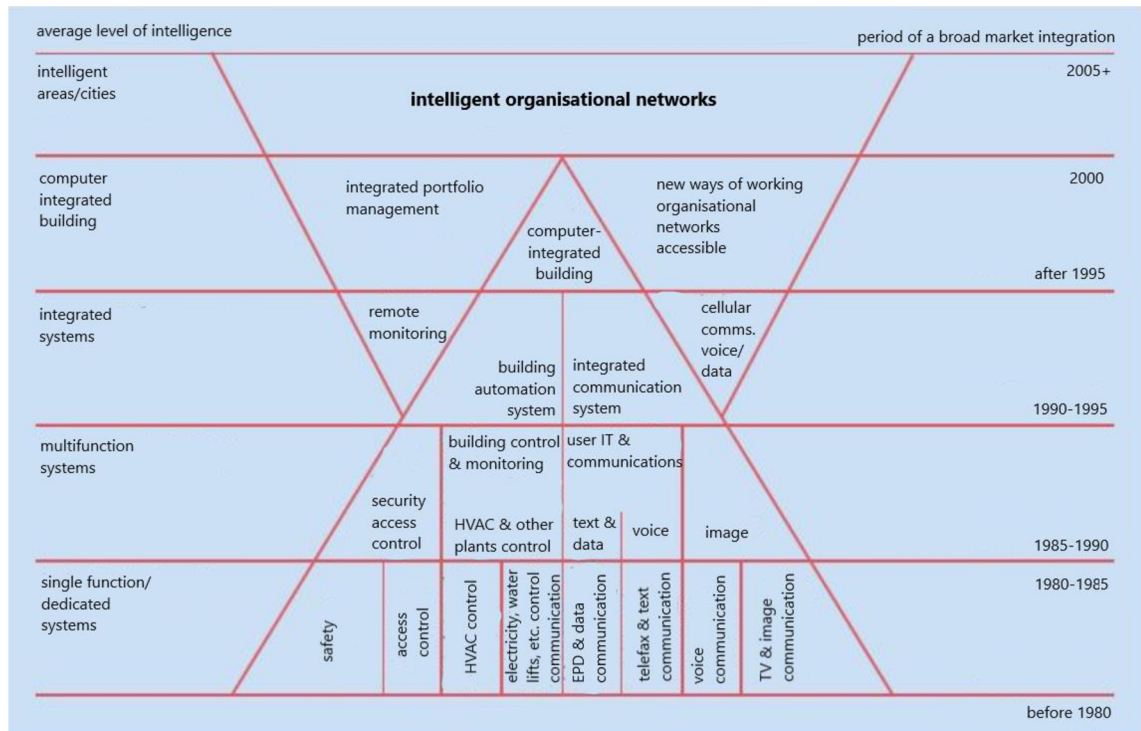 average level of intelligence
period of a broad market integration
intelligent
areas/cities
intelligent organisational networks
2005+
computer
integrated
building
integrated portfolio
management
computer-
integrated
building
new ways of working
organisational
networks
accessible
2000
after 1995
integrated
systems
remote
monitoring
building
automation
system
integrated
communication
system
cellular
comms.
voice/
data
1990-1995
multifunction
systems
security
access
control
building control
& monitoring
HVAC & other
plants control
user IT &
communications
text &
data
voice
image
1985-1990
single function/
dedicated
systems
safety
access
control
HVAC control
electricity, water
lifts, etc. control
communication
EPD & data
communication
telefax & text
communication
voice
communication
TV & image
communication
1980-1985
before 1980